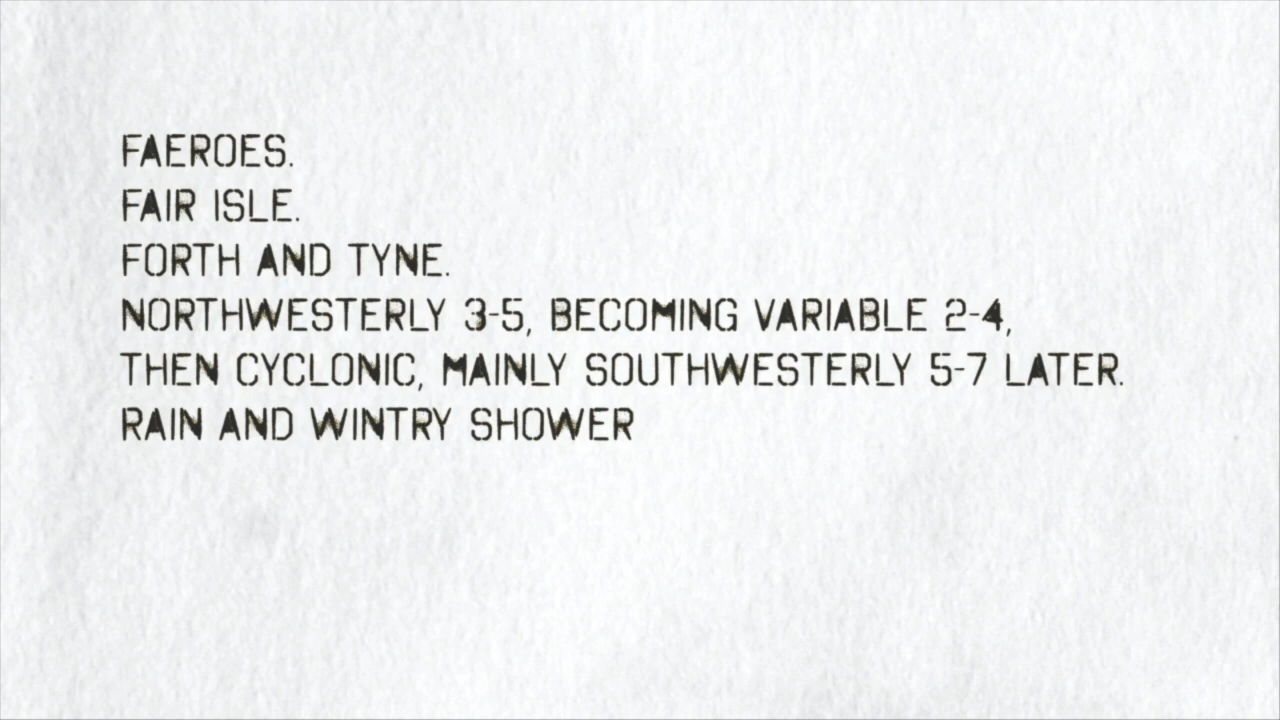 FAEROES.
FAIR ISLE.
FORTH AND TYNE.
NORTHWESTERLY 3-5, BECOMING VARIABLE 2-4,
THEN CYCLONIC, MAINLY SOUTHWESTERLY 5-7 LATER.
RAIN AND WINTRY SHOWER